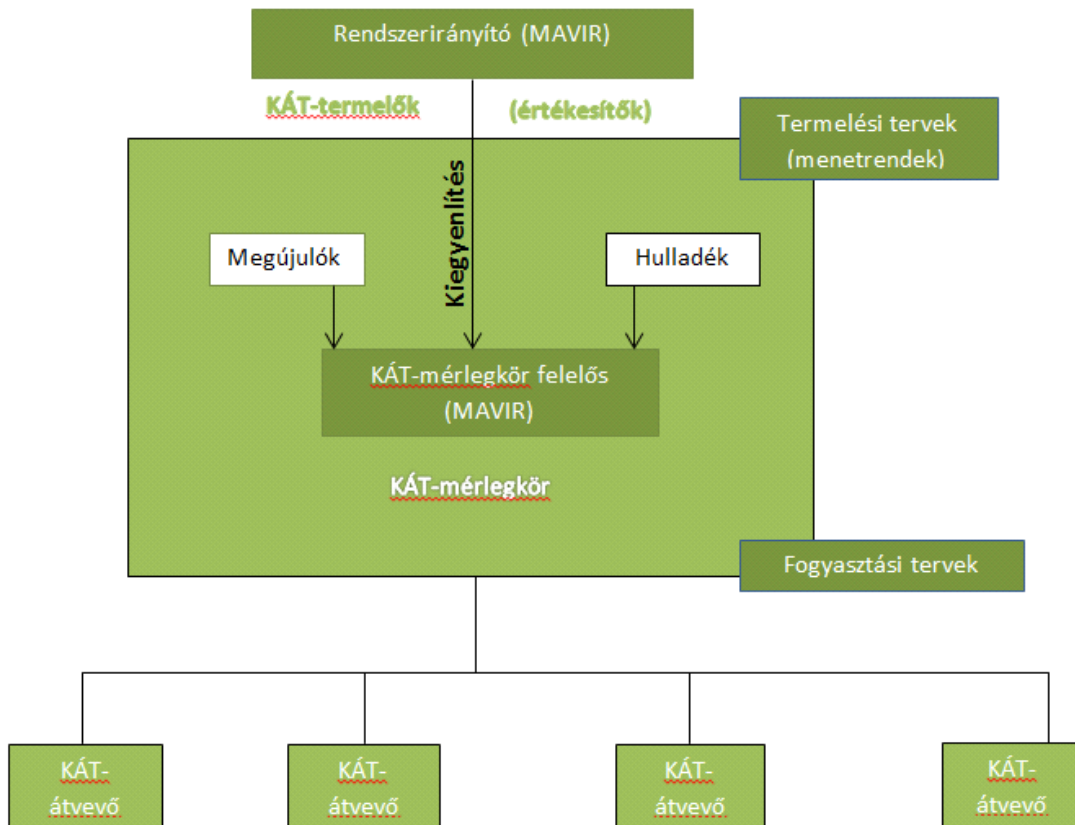 Rendszerirányító (MAVIR)
KÁT-termelők (értékesítők)
Termelési tervek
(menetrendek)
Kiegyenlítés
Megújulók
Hulladék
KÁT-mérlegkör felelős
(MAVIR)
KÁT-mérlegkör
Fogyasztási tervek
KÁT-
átvevő
KÁT-
átvevő
KÁT-
átvevő
KÁT-
átvevő